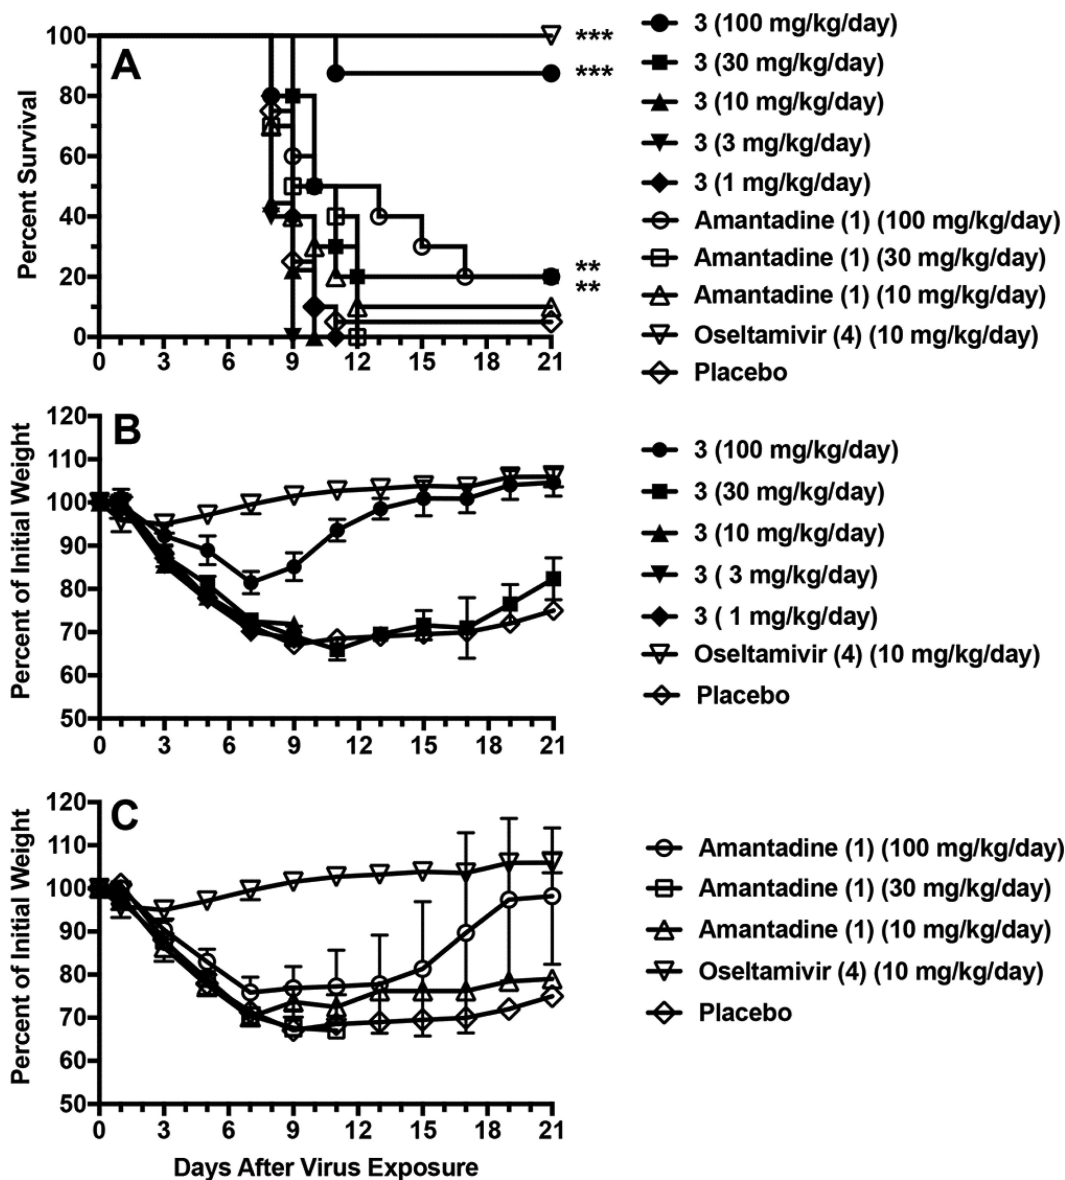 A
Percent Survival
100
80
60
40
20
0
0 3 6 9 12 15 18 21
***
***
**
**
3 (100 mg/kg/day)
3 (30 mg/kg/day)
3 (10 mg/kg/day)
3 (3 mg/kg/day)
3 (1 mg/kg/day)
Amantadine (1) (100 mg/kg/day)
Amantadine (1) (30 mg/kg/day)
Amantadine (1) (10 mg/kg/day)
Oseltamivir (4) (10 mg/kg/day)
Placebo
B
Percent of Initial Weight
120
110
100
90
80
70
60
50
0 3 6 9 12 15 18 21
3 (100 mg/kg/day)
3 (30 mg/kg/day)
3 (10 mg/kg/day)
3 ( 3 mg/kg/day)
3 ( 1 mg/kg/day)
Oseltamivir (4) (10 mg/kg/day)
Placebo
C
Percent of Initial Weight
120
110
100
90
80
70
60
50
0 3 6 9 12 15 18 21
Days After Virus Exposure
Amantadine (1) (100 mg/kg/day)
Amantadine (1) (30 mg/kg/day)
Amantadine (1) (10 mg/kg/day)
Oseltamivir (4) (10 mg/kg/day)
Placebo